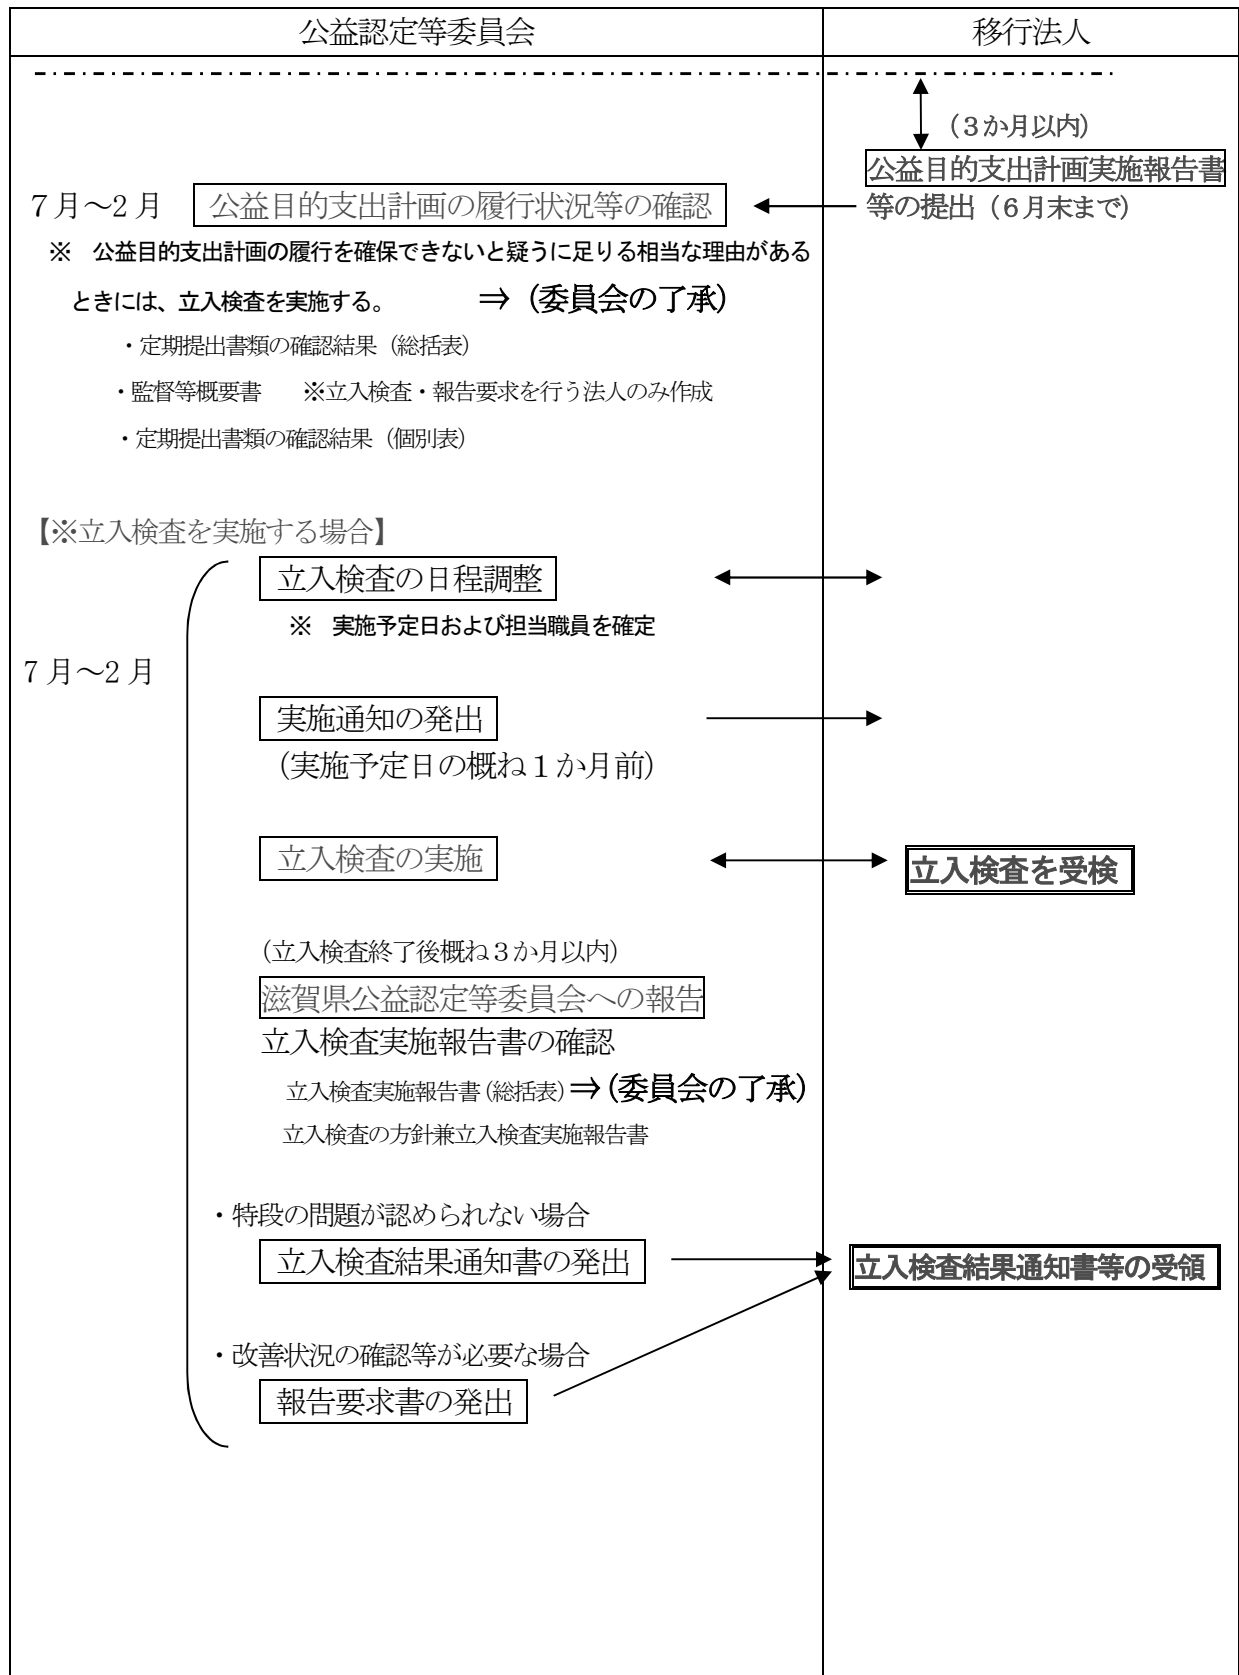 公益認定等委員会
移行法人
（３か月以内）
公益目的支出計画実施報告書
等の提出（６月末まで）
７月～2 月
公益目的支出計画の履行状況等の確認
※　公益目的支出計画の履行を確保できないと疑うに足りる相当な理由がある
ときには、立入検査を実施する。　⇒（委員会の了承）
・定期提出書類の確認結果（総括表）
・監督等概要書　※立入検査・報告要求を行う法人のみ作成
・定期提出書類の確認結果（個別表）
【※立入検査を実施する場合】
立入検査の日程調整
※　実施予定日および担当職員を確定
７月～2 月
実施通知の発出
（実施予定日の概ね１か月前）
立入検査の実施
立入検査を受検
（立入検査終了後概ね３か月以内）
滋賀県公益認定等委員会への報告
立入検査実施報告書の確認
立入検査実施報告書（総括表）⇒（委員会の了承）
立入検査の方針兼立入検査実施報告書
・特段の問題が認められない場合
立入検査結果通知書の発出
立入検査結果通知書等の受領
・改善状況の確認等が必要な場合
報告要求書の発出